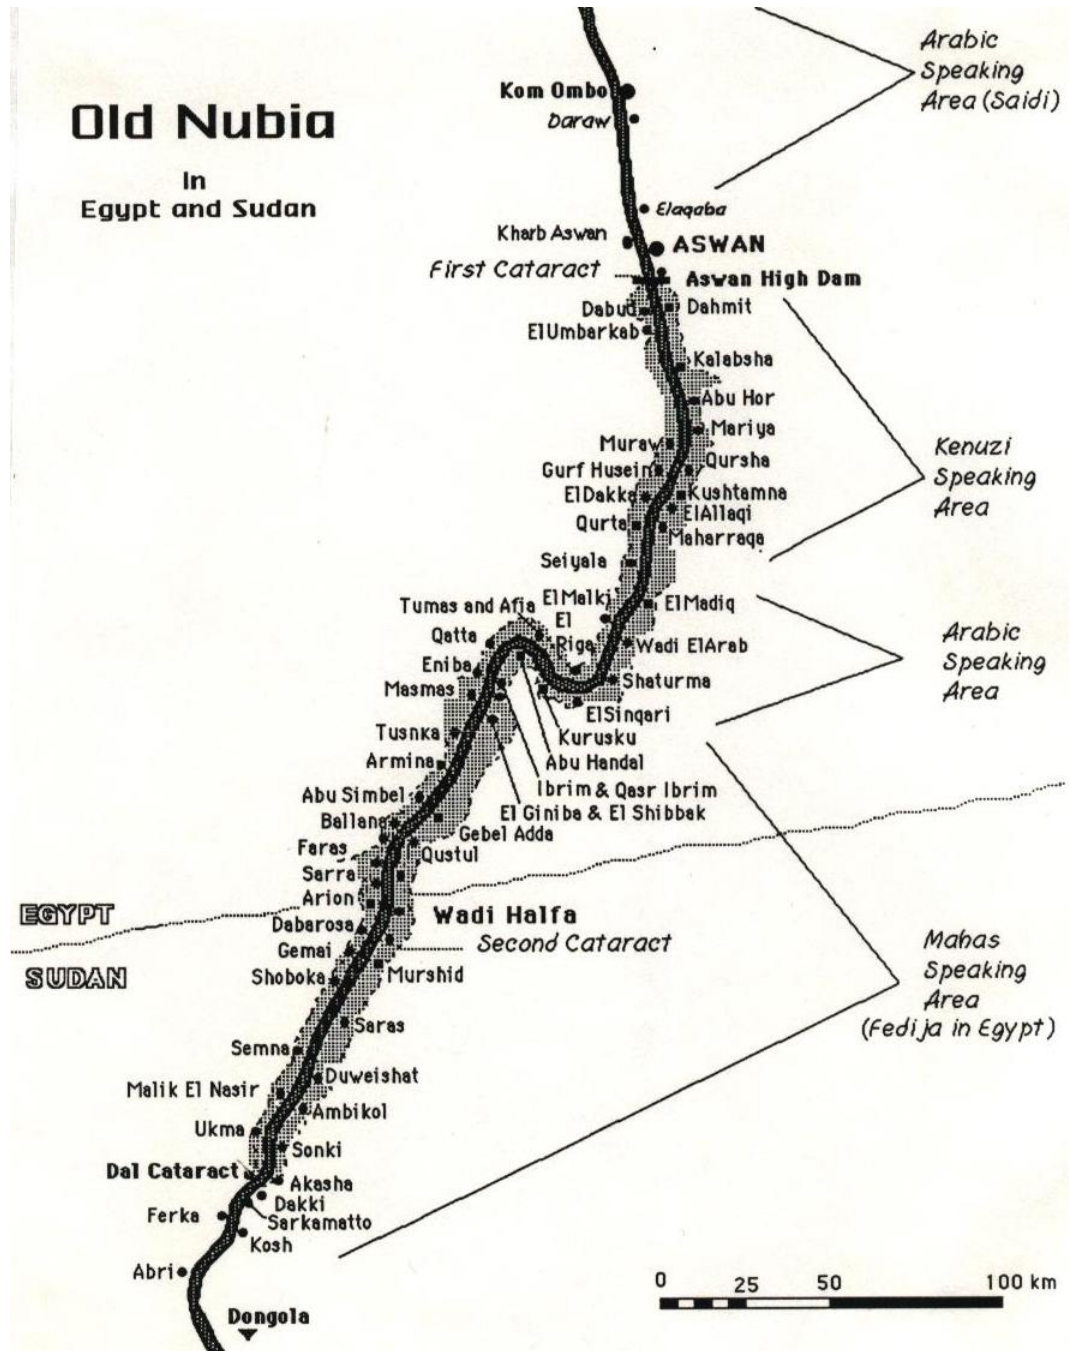 Old Nubia
In
Egypt and Sudan
Arabic
Speaking
Area (Saidi)
Kom Ombo
Daraw
Elaqaba
Kharb Aswan
ASWAN
First Cataract
Aswan High Dam
Dabud
Dahmit
El Umbarkab
Kalabsha
Abu Hor
Mariya
Muraw
Qursha
Gurf Husein
Kenuzi
Speaking
Area
El Dakka
Kushtamna
El Allaqi
Qurta
Maharraqa
Seiyala
El Malki
El Madiq
Tumas and Afia
El
Riga
Qatta
Wadi El Arab
Arabic
Speaking
Area
Eniba
Masmas
Shaturma
El Sinqari
Tusnka
Kurusku
Armina
Abu Handal
Ibrim & Qasr Ibrim
Abu Simbel
El Giniba & El Shibbak
Ballana
Gebel Adda
Faras
Qustul
Sarra
Arion
EGYPT
Wadi Halfa
Dabarosa
Second Cataract
Gemai
SUDAN
Shoboka
Murshid
Mahas
Speaking
Area
(Fedija in Egypt)
Saras
Semna
Duweishat
Malik El Nasir
Ambikol
Ukma
Sonki
Dal Cataract
Akasha
Dakki
Ferka
Sarkamatto
Kosh
Abri
Dongola
0 25 50 100 km